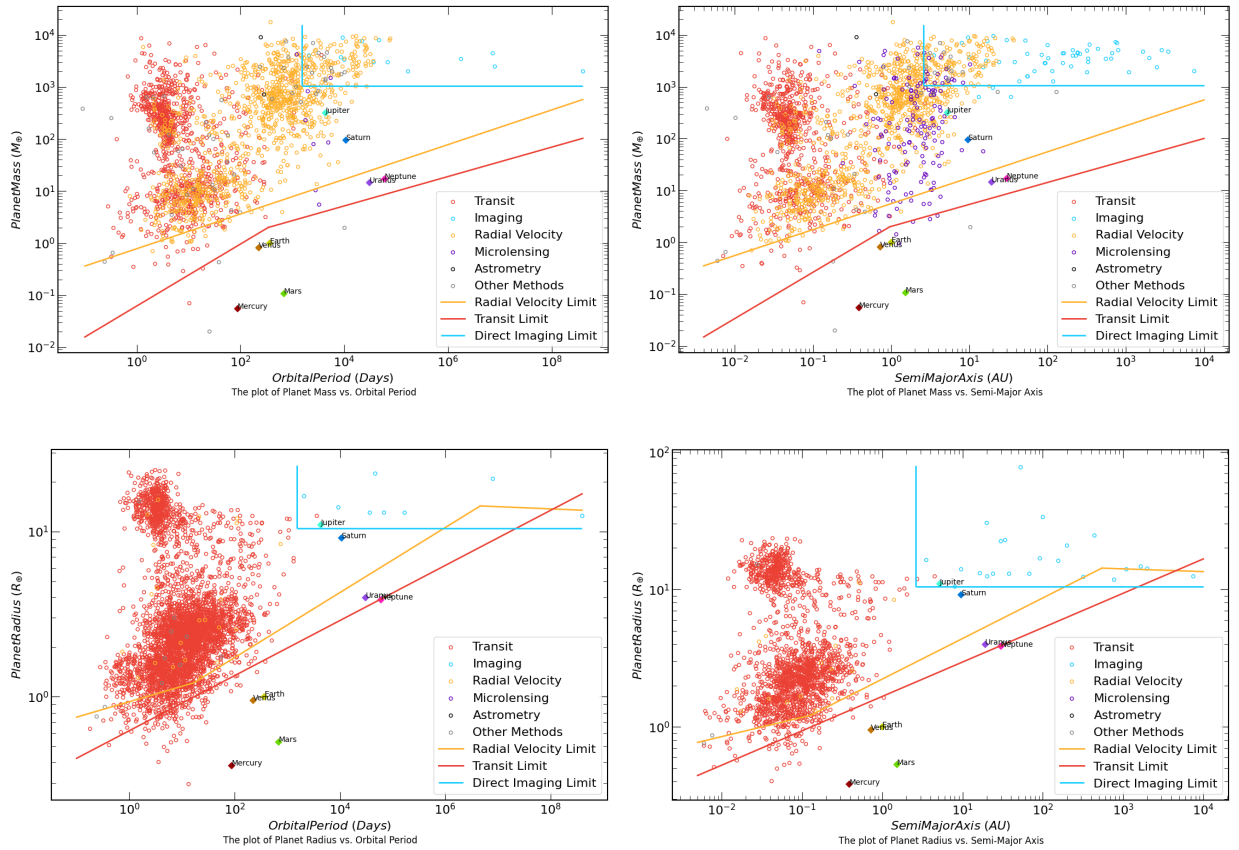 10⁴
10³
10²
10¹
10⁰
10⁻¹
10⁻²
PlanetMass (M⊕)
Jupiter
Saturn
Uranus
Neptune
Earth
Venus
Mars
Mercury
Transit
Imaging
Radial Velocity
Microlensing
Astrometry
Other Methods
Radial Velocity Limit
Transit Limit
Direct Imaging Limit
10⁰ 10² 10⁴ 10⁶ 10⁸
OrbitalPeriod (Days)
The plot of Planet Mass vs. Orbital Period
10⁴
10³
10²
10¹
10⁰
10⁻¹
10⁻²
PlanetMass (M⊕)
Jupiter
Saturn
Uranus
Neptune
Earth
Venus
Mars
Mercury
Transit
Imaging
Radial Velocity
Microlensing
Astrometry
Other Methods
Radial Velocity Limit
Transit Limit
Direct Imaging Limit
10⁻² 10⁻¹ 10⁰ 10¹ 10² 10³ 10⁴
SemiMajorAxis (AU)
The plot of Planet Mass vs. Semi-Major Axis
10¹
10⁰
PlanetRadius (R⊕)
Jupiter
Saturn
Uranus
Neptune
Earth
Venus
Mars
Mercury
Transit
Imaging
Radial Velocity
Microlensing
Astrometry
Other Methods
Radial Velocity Limit
Transit Limit
Direct Imaging Limit
10⁰ 10² 10⁴ 10⁶ 10⁸
OrbitalPeriod (Days)
The plot of Planet Radius vs. Orbital Period
10²
10¹
10⁰
PlanetRadius (R⊕)
Jupiter
Saturn
Uranus
Neptune
Earth
Venus
Mars
Mercury
Transit
Imaging
Radial Velocity
Microlensing
Astrometry
Other Methods
Radial Velocity Limit
Transit Limit
Direct Imaging Limit
10⁻² 10⁻¹ 10⁰ 10¹ 10² 10³ 10⁴
SemiMajorAxis (AU)
The plot of Planet Radius vs. Semi-Major Axis